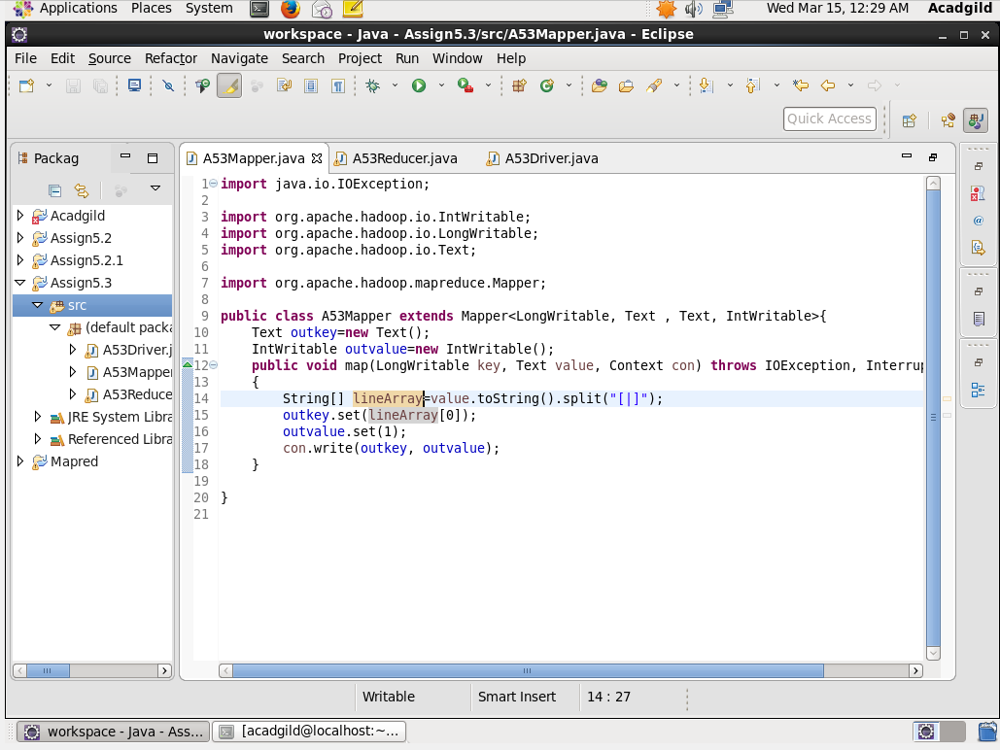 Applications Places System Wed Mar 15, 12:29 AM Acadgild
workspace - Java - Assign5.3/src/A53Mapper.java - Eclipse
File Edit Source Refactor Navigate Search Project Run Window Help
Quick Access
Packag
A53Mapper.java A53Reducer.java A53Driver.java
Acadgild
Assign5.2
Assign5.2.1
Assign5.3
src
(default packa
A53Driver.j
A53Mapper
A53Reduce
JRE System Libra
Referenced Libra
Mapred
1 import java.io.IOException;
2
3 import org.apache.hadoop.io.IntWritable;
4 import org.apache.hadoop.io.LongWritable;
5 import org.apache.hadoop.io.Text;
6
7 import org.apache.hadoop.mapreduce.Mapper;
8
9 public class A53Mapper extends Mapper<LongWritable, Text , Text, IntWritable>{
10 Text outkey=new Text();
11 IntWritable outvalue=new IntWritable();
12 public void map(LongWritable key, Text value, Context con) throws IOException, Interrup
13 {
14 String[] lineArray=value.toString().split("[|]");
15 outkey.set(lineArray[0]);
16 outvalue.set(1);
17 con.write(outkey, outvalue);
18 }
19
20 }
21
Writable Smart Insert 14 : 27
workspace - Java - Ass... [acadgild@localhost:~...